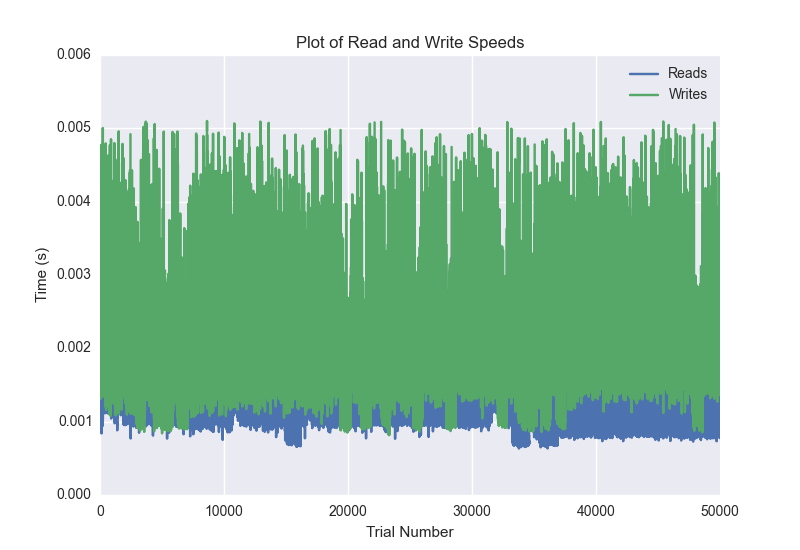 Plot of Read and Write Speeds
0.006
0.005
0.004
0.003
0.002
0.001
0.000
Time (s)
Reads
Writes
0
10000
20000
30000
40000
50000
Trial Number